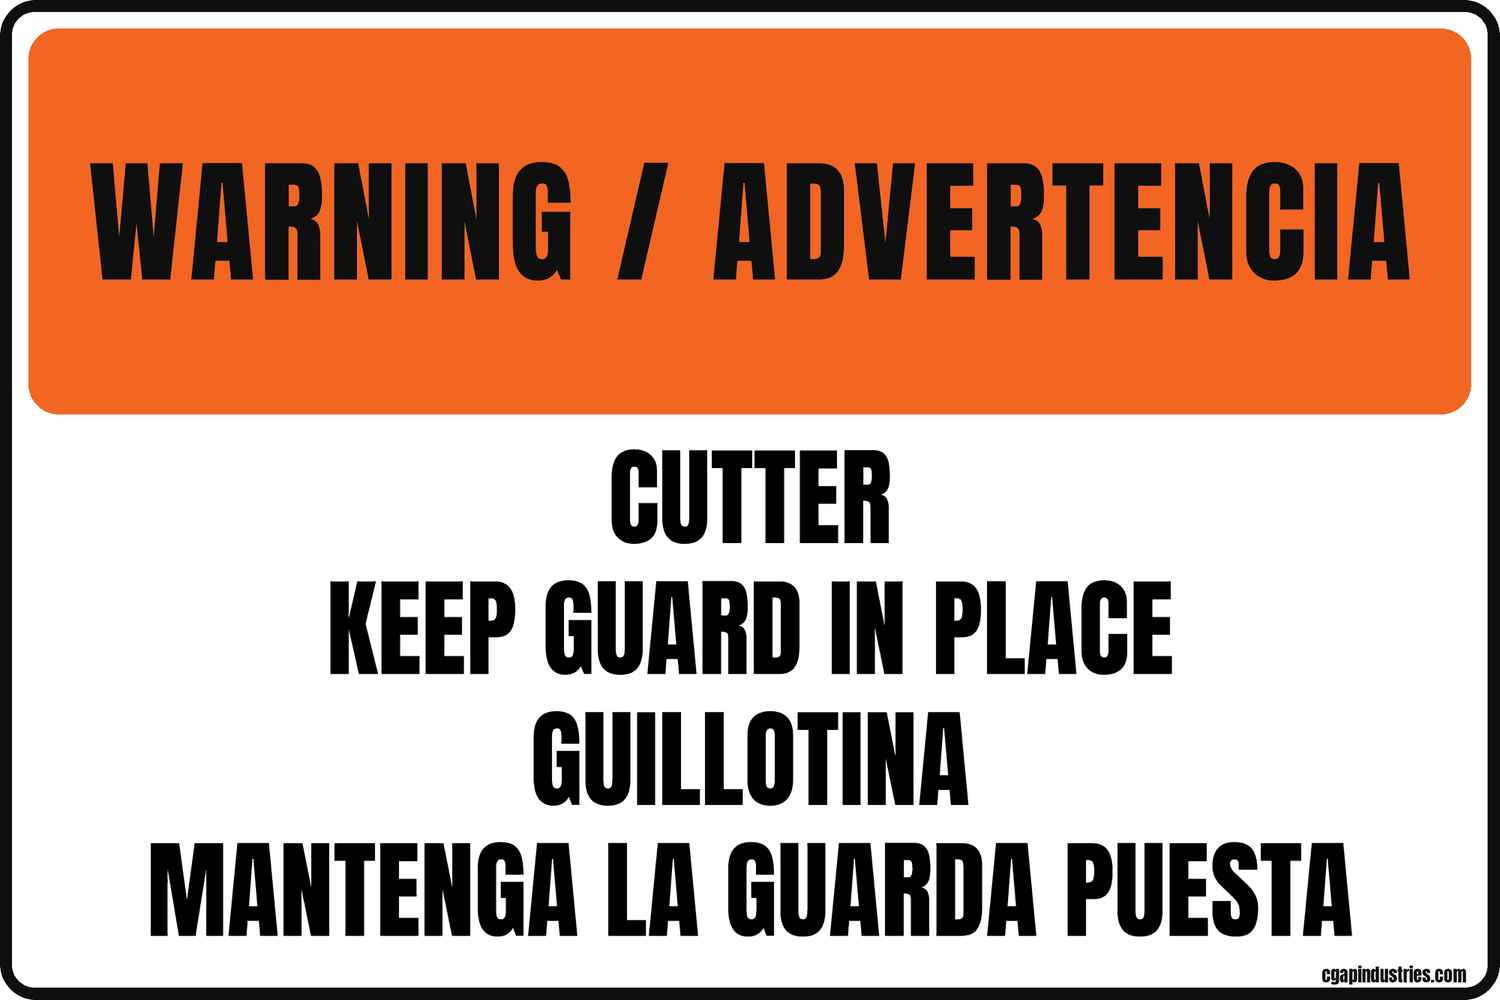 WARNING / ADVERTENCIA
CUTTER
KEEP GUARD IN PLACE
GUILLOTINA
MANTENGA LA GUARDA PUESTA
cgapindustries.com